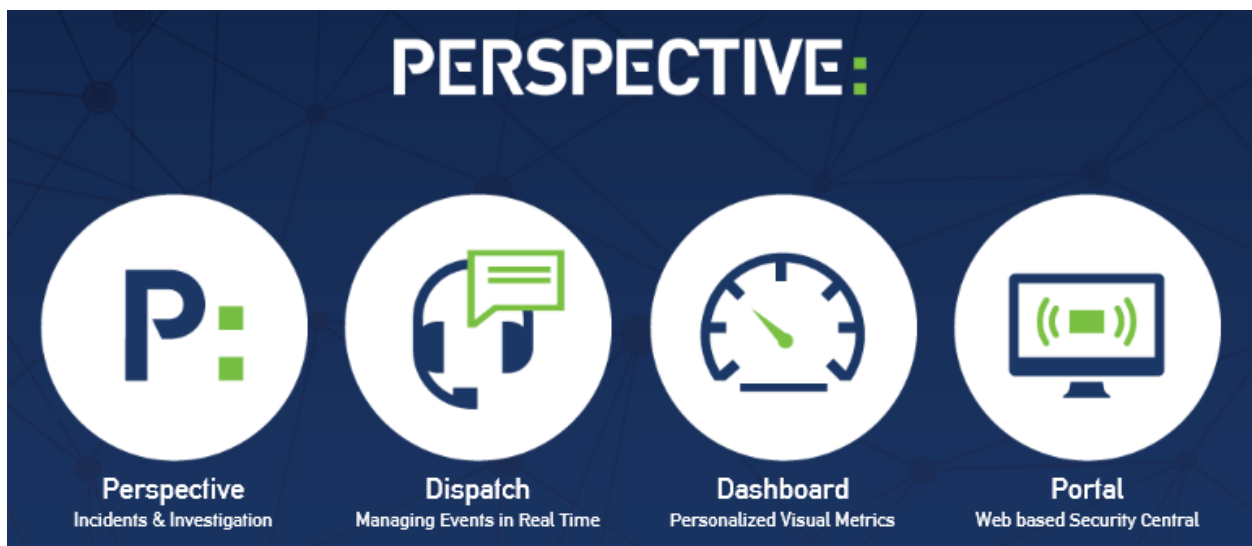 PERSPECTIVE:
P:
Perspective
Incidents & Investigation
Dispatch
Managing Events in Real Time
Dashboard
Personalized Visual Metrics
Portal
Web based Security Central